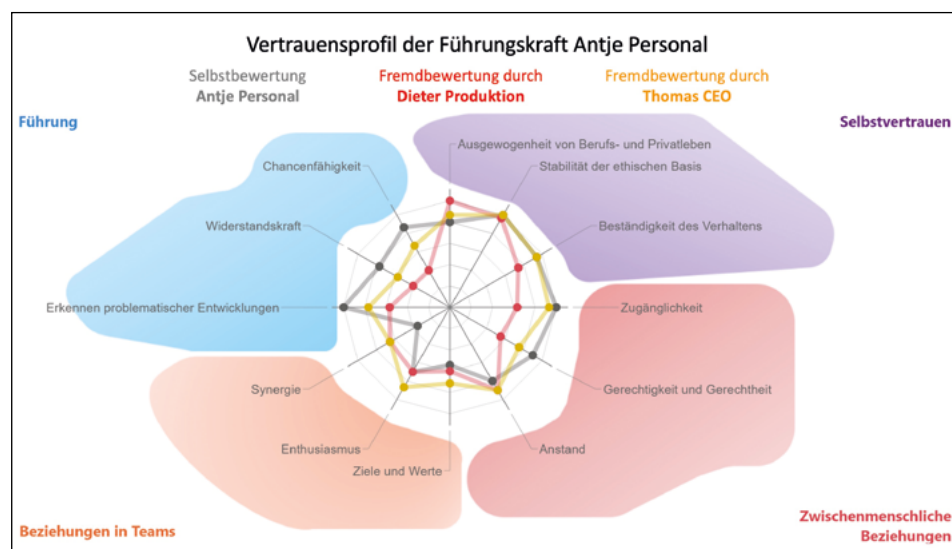 Vertrauensprofil der Führungskraft Antje Personal
Selbstbewertung
Antje Personal
Fremdbewertung durch
Dieter Produktion
Fremdbewertung durch
Thomas CEO
Führung
Selbstvertrauen
Ausgewogenheit von Berufs- und Privatleben
Chancenfähigkeit
Stabilität der ethischen Basis
Widerstandskraft
Beständigkeit des Verhaltens
Erkennen problematischer Entwicklungen
Zugänglichkeit
Synergie
Gerechtigkeit und Gerechtheit
Enthusiasmus
Anstand
Ziele und Werte
Beziehungen in Teams
Zwischenmenschliche
Beziehungen